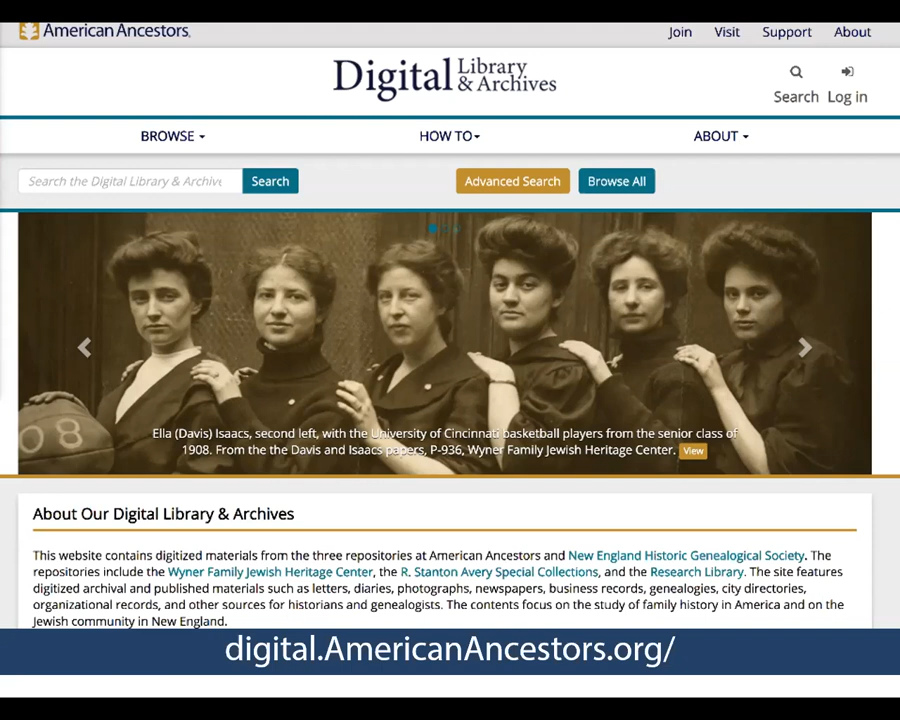 American Ancestors.
Join Visit Support About
Digital Library & Archives
Search Log in
BROWSE HOW TO ABOUT
Search the Digital Library & Archive
Search
Advanced Search Browse All
08
Ella (Davis) Isaacs, second left, with the University of Cincinnati basketball players from the senior class of
1908. From the the Davis and Isaacs papers, P-936, Wyner Family Jewish Heritage Center. View
About Our Digital Library & Archives
This website contains digitized materials from the three repositories at American Ancestors and New England Historic Genealogical Society. The
repositories include the Wyner Family Jewish Heritage Center, the R. Stanton Avery Special Collections, and the Research Library. The site features
digitized archival and published materials such as letters, diaries, photographs, newspapers, business records, genealogies, city directories,
organizational records, and other sources for historians and genealogists. The contents focus on the study of family history in America and on the
Jewish community in New England.
digital.AmericanAncestors.org/